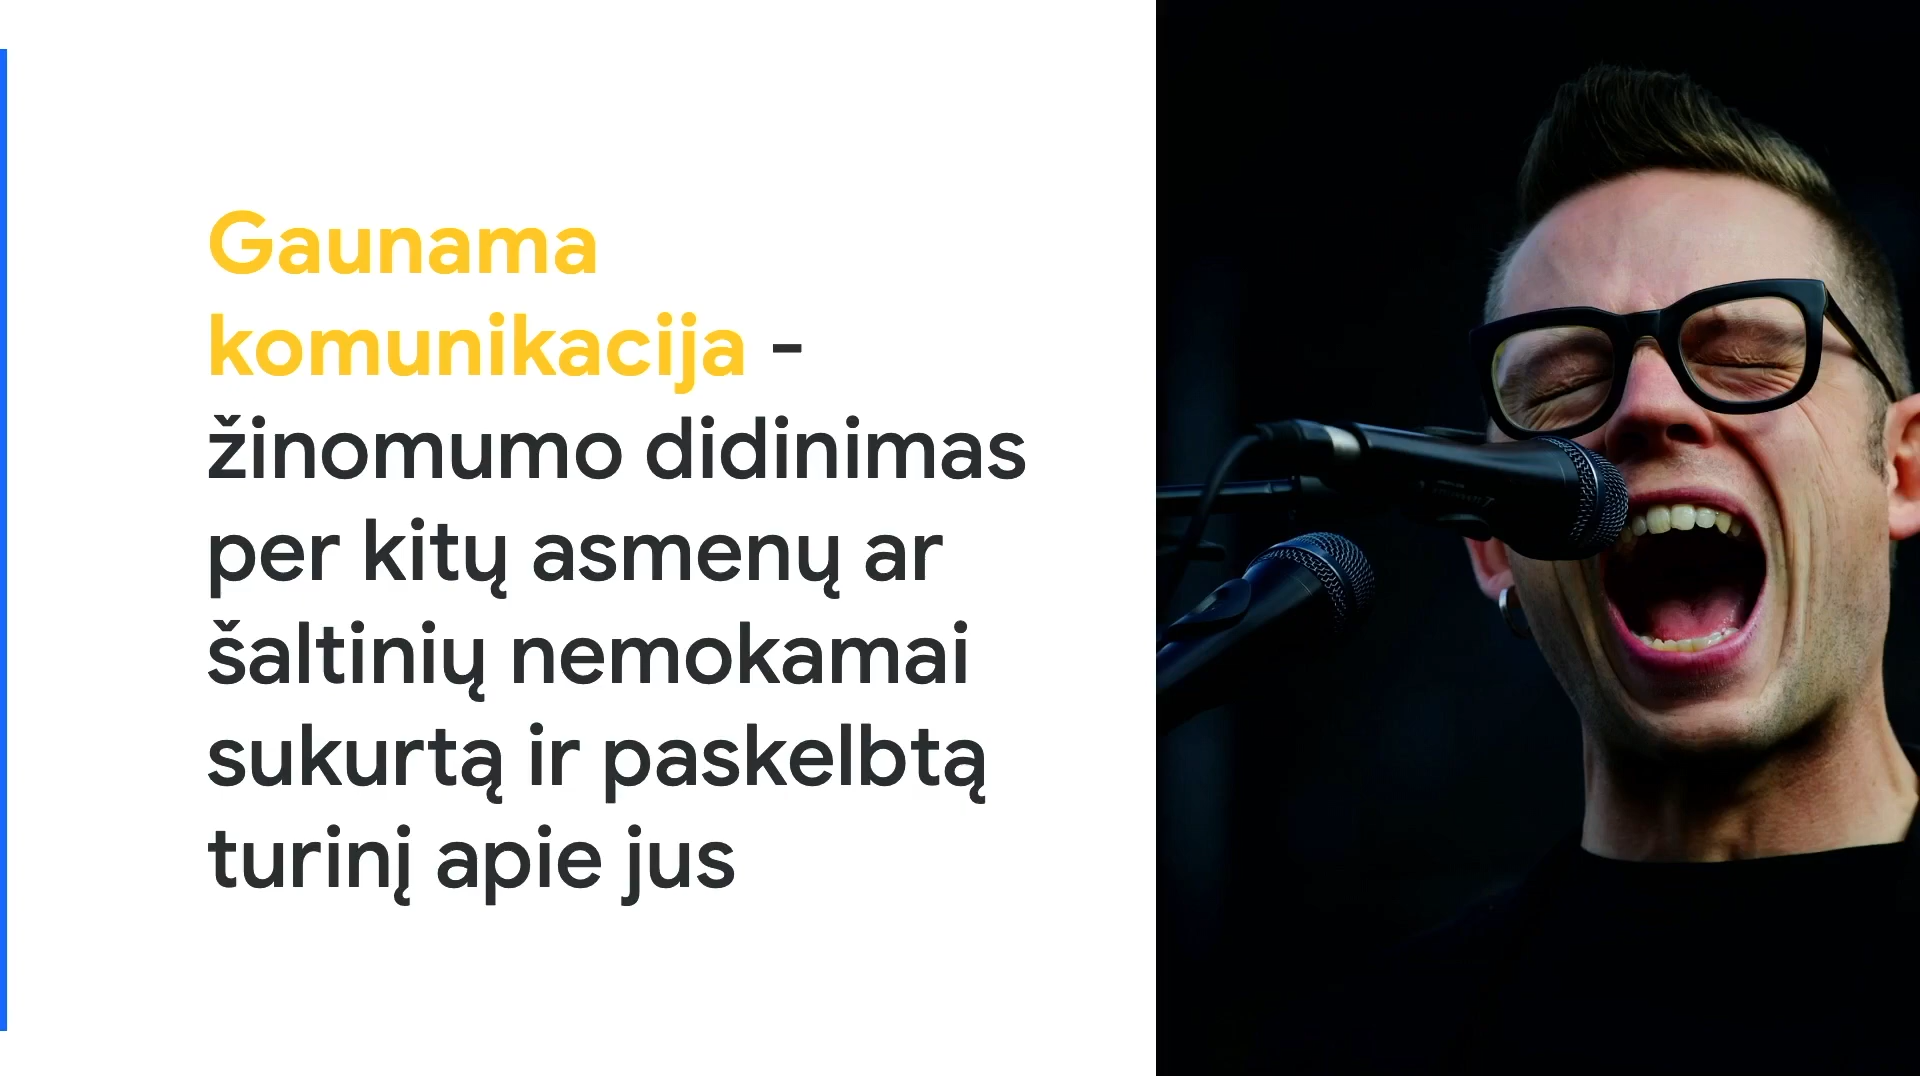 Gaunama
komunikacija -
žinomumo didinimas
per kitų asmenų ar
šaltinių nemokamai
sukurtą ir paskelbtą
turinį apie jus